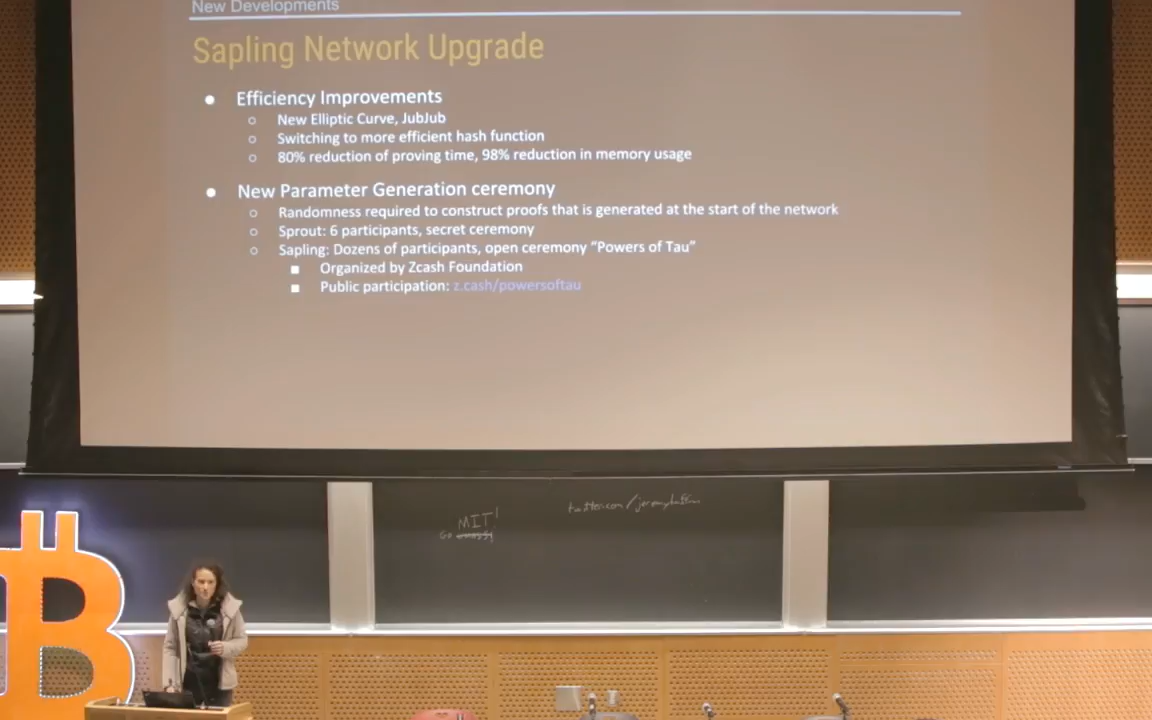 New Developments
Sapling Network Upgrade
● Efficiency Improvements
○ New Elliptic Curve, JubJub
○ Switching to more efficient hash function
○ 80% reduction of proving time, 98% reduction in memory usage
● New Parameter Generation ceremony
○ Randomness required to construct proofs that is generated at the start of the network
○ Sprout: 6 participants, secret ceremony
○ Sapling: Dozens of participants, open ceremony “Powers of Tau”
■ Organized by Zcash Foundation
■ Public participation: z.cash/powersoftau
MIT!
Go